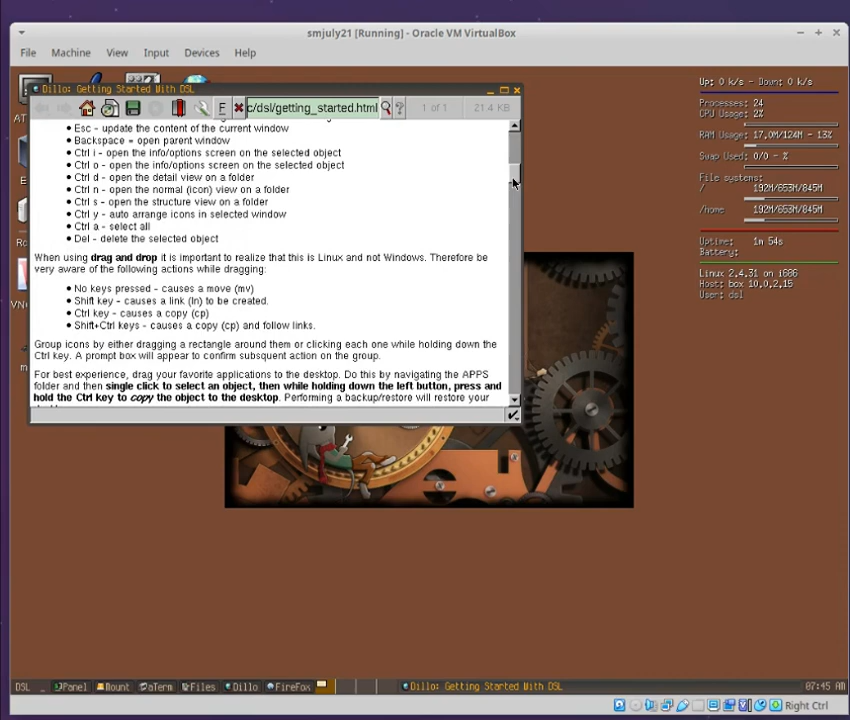 smjuly21 [Running] - Oracle VM VirtualBox
File Machine View Input Devices Help
Dillo: Getting Started With DSL
c/dsl/getting_started.html 1 of 1 21.4 KB
Esc - update the content of the current window
Backspace = open parent window
Ctrl i - open the info/options screen on the selected object
Ctrl o - open the info/options screen on the selected object
Ctrl d - open the detail view on a folder
Ctrl n - open the normal (icon) view on a folder
Ctrl s - open the structure view on a folder
Ctrl y - auto arrange icons in selected window
Ctrl a - select all
Del - delete the selected object
When using drag and drop it is important to realize that this is Linux and not Windows. Therefore be
very aware of the following actions while dragging:
No keys pressed - causes a move (mv)
Shift key - causes a link (ln) to be created.
Ctrl key - causes a copy (cp)
Shift+Ctrl keys - causes a copy (cp) and follow links.
Group icons by either dragging a rectangle around them or clicking each one while holding down the
Ctrl key. A prompt box will appear to confirm subsquent action on the group.
For best experience, drag your favorite applications to the desktop. Do this by navigating the APPS
folder and then single click to select an object, then while holding down the left button, press and
hold the Ctrl key to copy the object to the desktop. Performing a backup/restore will restore your
Up: 0 k/s - Down: 0 k/s
Processes: 24
CPU Usage: 2%
RAM Usage: 17.0M/124M - 13%
Swap Used: 0/0 - %
File systems:
/ 192M/653M/845M
/home 192M/653M/845M
Uptime: 1m 54s
Battery:
Linux 2.4.31 on i686
Host: box 10.0.2.15
User: dsl
DSL Panel Mount aTerm Files Dillo FireFox Dillo: Getting Started With DSL 07:45 AM
Right Ctrl